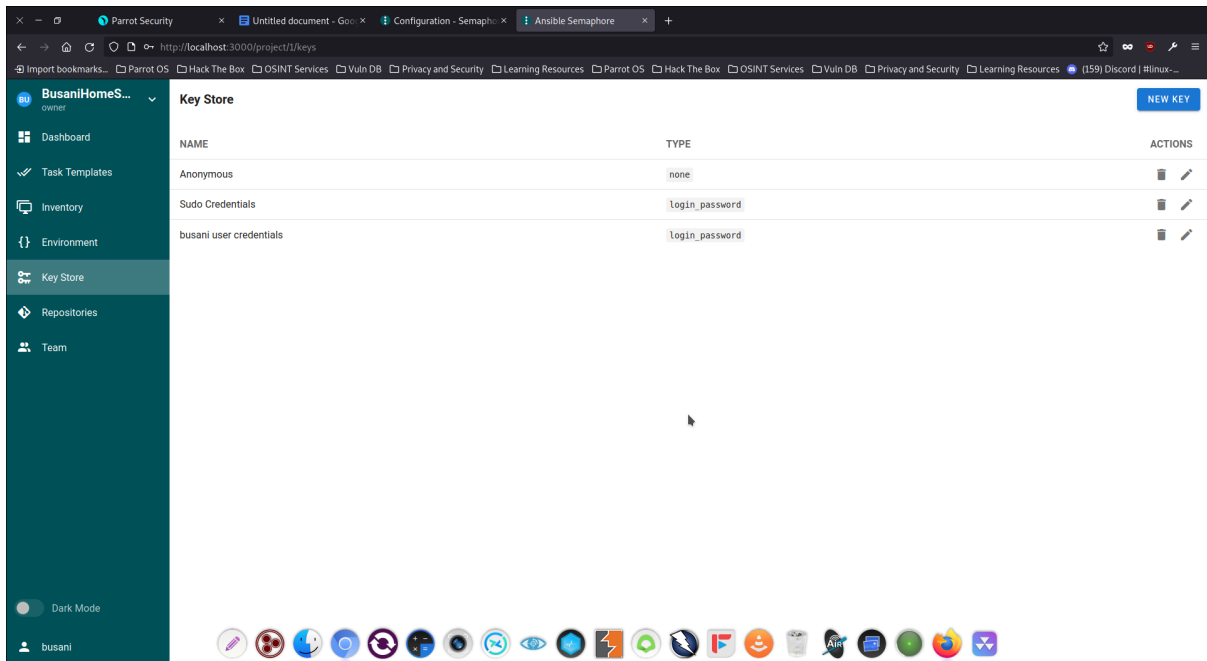 Parrot Security
Untitled document - Goo
Configuration - Semapho
Ansible Semaphore
http://localhost:3000/project/1/keys
Import bookmarks... Parrot OS Hack The Box OSINT Services Vuln DB Privacy and Security Learning Resources Parrot OS Hack The Box OSINT Services Vuln DB Privacy and Security Learning Resources (159) Discord | #linux-...
BU
BusaniHomeS...
owner
Dashboard
Task Templates
Inventory
Environment
Key Store
Repositories
Team
Dark Mode
busani
Key Store
NEW KEY
NAME TYPE ACTIONS
Anonymous none
Sudo Credentials login_password
busani user credentials login_password
AIR